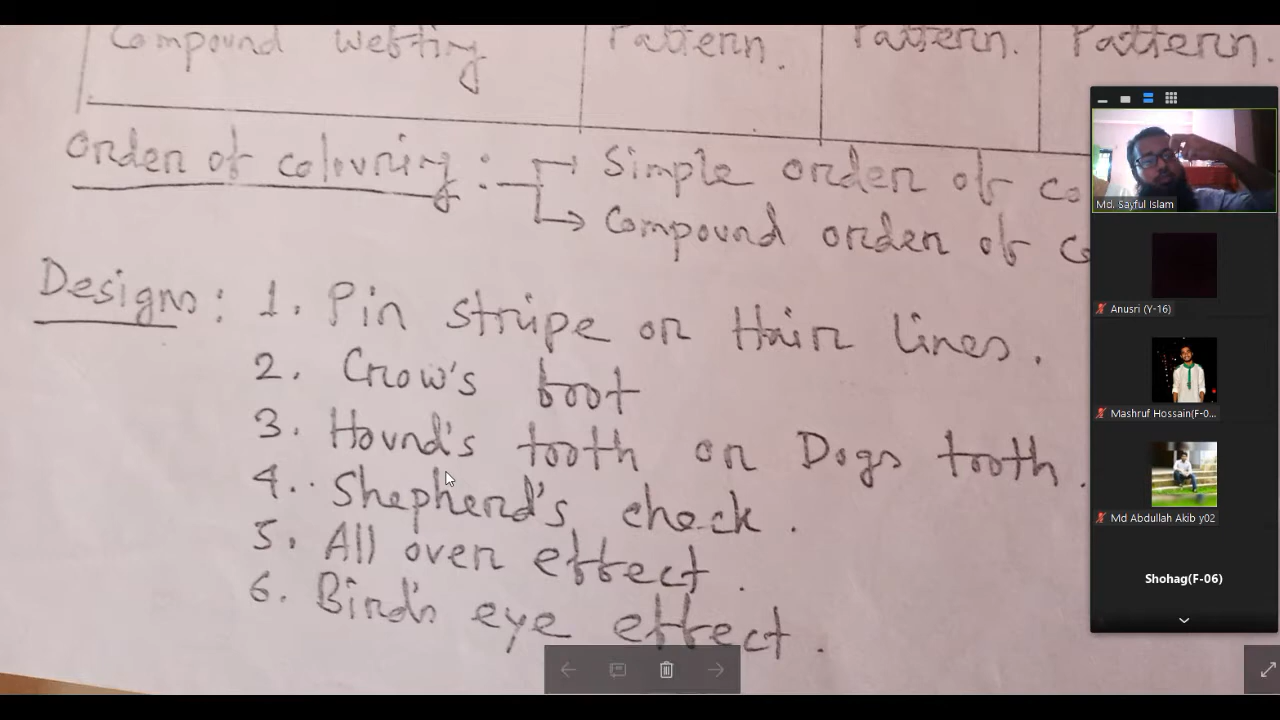 Compound wefting
Pattern.
Pattern.
Pattern.
Order of colouring :
Simple order of co
Compound order of co
Designs : 1. Pin stripe or Hair lines.
2. Crow's foot
3. Hound's tooth or Dogs tooth.
4. Shepherd's check.
5. All over effect.
6. Bird's eye effect.
Md. Sayful Islam
Anusri (Y-16)
Mashruf Hossain(F-0...
Md Abdullah Akib y02
Shohag(F-06)